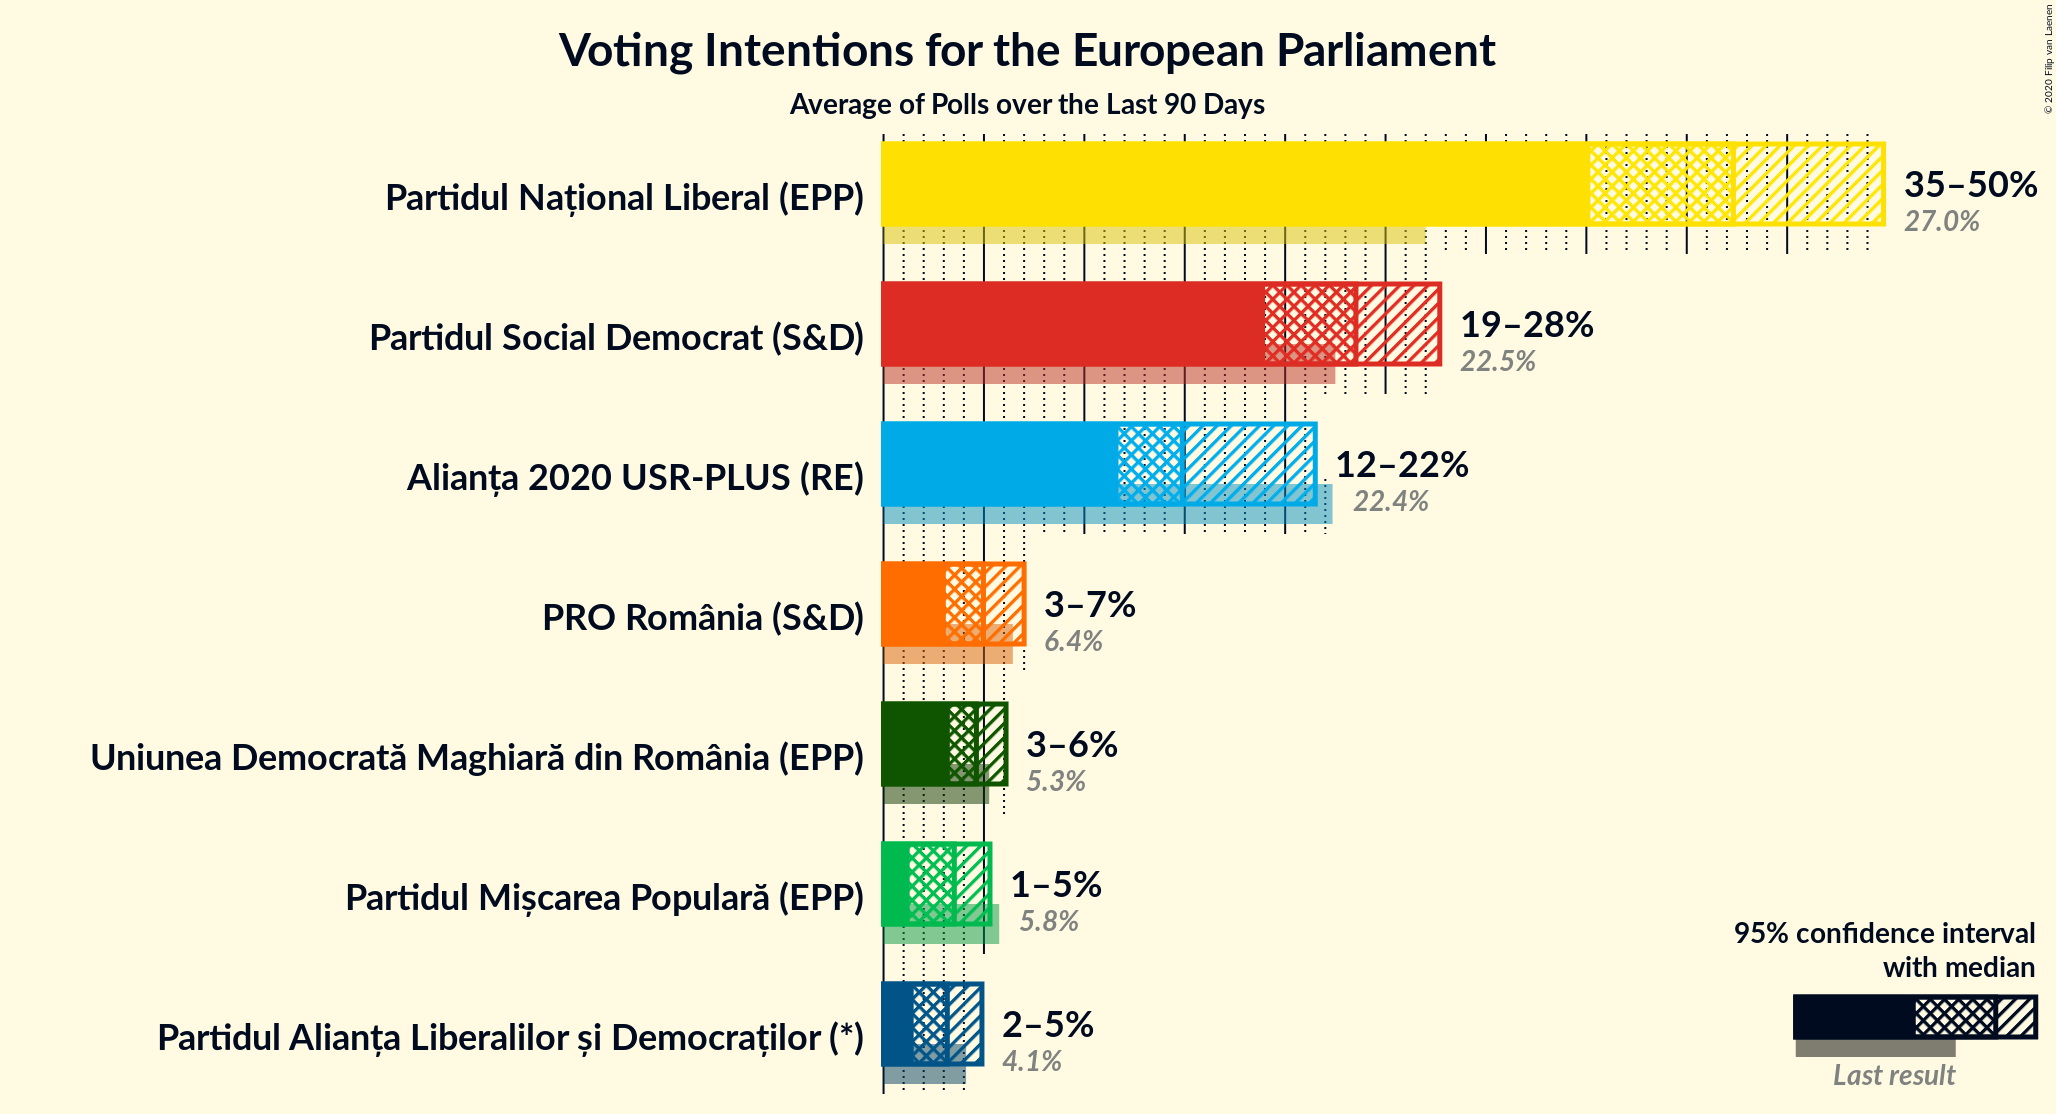 Voting Intentions for the European Parliament
Average of Polls over the Last 90 Days
© 2020 Filip van Laenen
Partidul Național Liberal (EPP)
35–50%
27.0%
Partidul Social Democrat (S&D)
19–28%
22.5%
Alianța 2020 USR-PLUS (RE)
12–22%
22.4%
PRO România (S&D)
3–7%
6.4%
Uniunea Democrată Maghiară din România (EPP)
3–6%
5.3%
Partidul Mișcarea Populară (EPP)
1–5%
5.8%
Partidul Alianța Liberalilor și Democraților (*)
2–5%
4.1%
95% confidence interval
with median
Last result